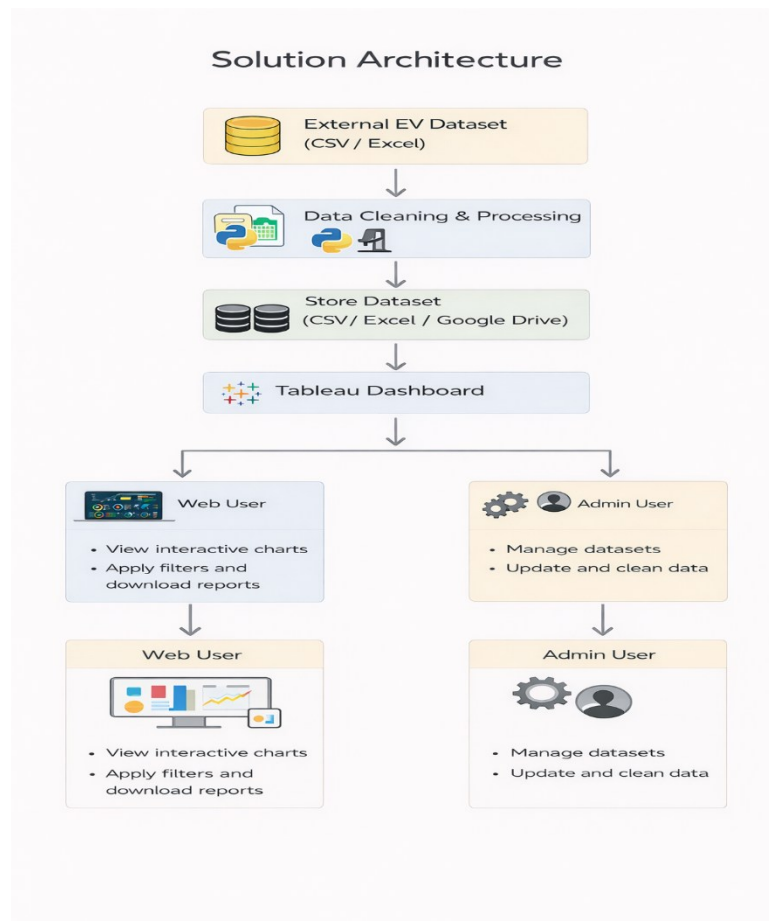 Solution Architecture
External EV Dataset
(CSV / Excel)
Data Cleaning & Processing
Store Dataset
(CSV/ Excel / Google Drive)
Tableau Dashboard
Web User
• View interactive charts
• Apply filters and
download reports
Admin User
• Manage datasets
• Update and clean data
Web User
• View interactive charts
• Apply filters and
download reports
Admin User
• Manage datasets
• Update and clean data